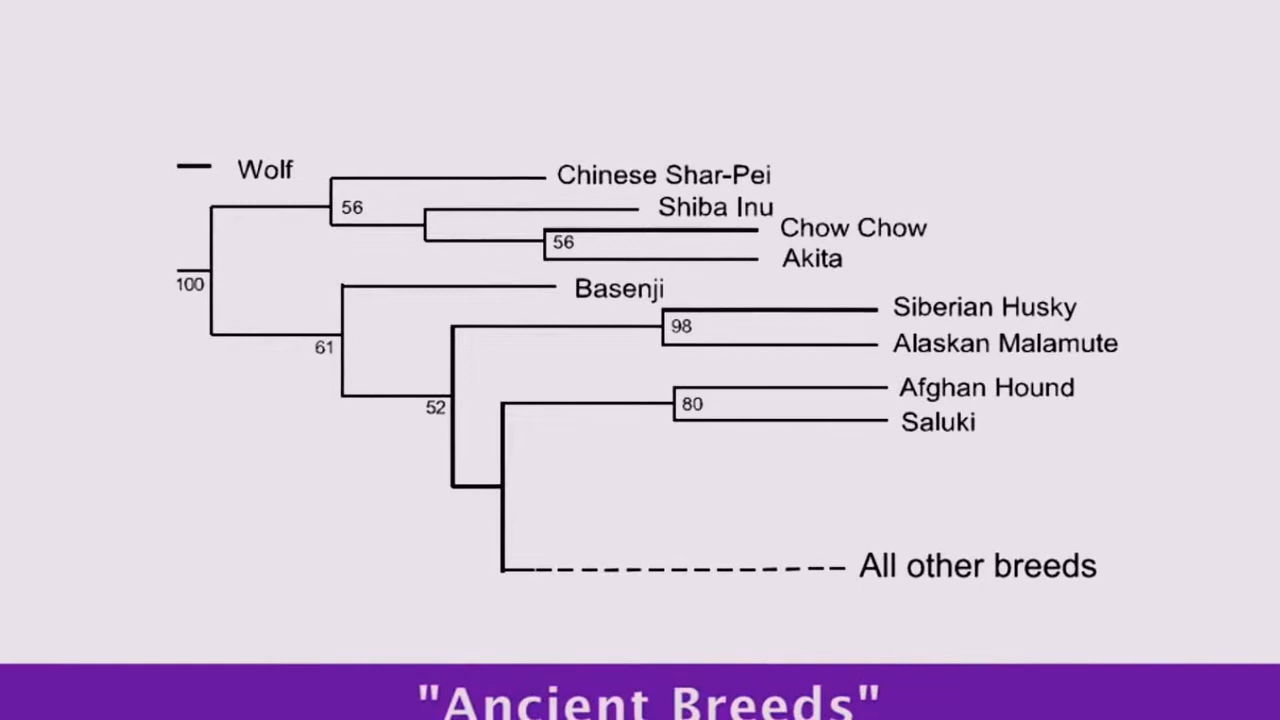 Wolf
Chinese Shar-Pei
56
Shiba Inu
Chow Chow
56
Akita
100
Basenji
Siberian Husky
98
Alaskan Malamute
61
Afghan Hound
80
52
Saluki
All other breeds
"Ancient Breeds"